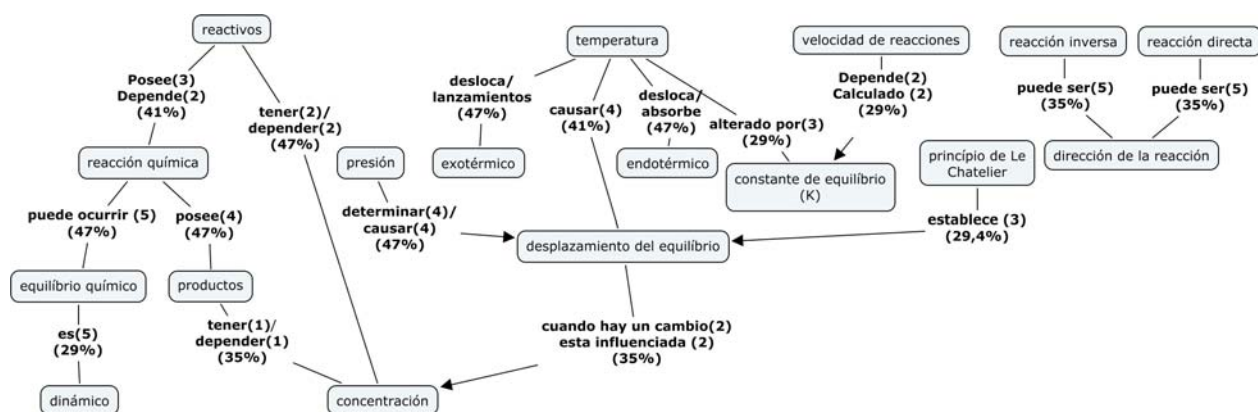 reactivos
temperatura
velocidad de reacciones
reacción inversa
reacción directa
Posee(3)
Depende(2)
(41%)
tener(2)/
depender(2)
(47%)
desloca/
lanzamientos
(47%)
causar(4)
(41%)
desloca/
absorbe
(47%)
alterado por(3)
(29%)
Depende(2)
Calculado (2)
(29%)
puede ser(5)
(35%)
puede ser(5)
(35%)
reacción química
presión
exotérmico
endotérmico
constante de equilíbrio
(K)
princípio de Le
Chatelier
dirección de la reacción
puede ocurrir (5)
(47%)
posee(4)
(47%)
determinar(4)/
causar(4)
(47%)
desplazamiento del equilíbrio
establece (3)
(29,4%)
equilíbrio químico
productos
es(5)
(29%)
tener(1)/
depender(1)
(35%)
cuando hay un cambio(2)
esta influenciada (2)
(35%)
dinámico
concentración